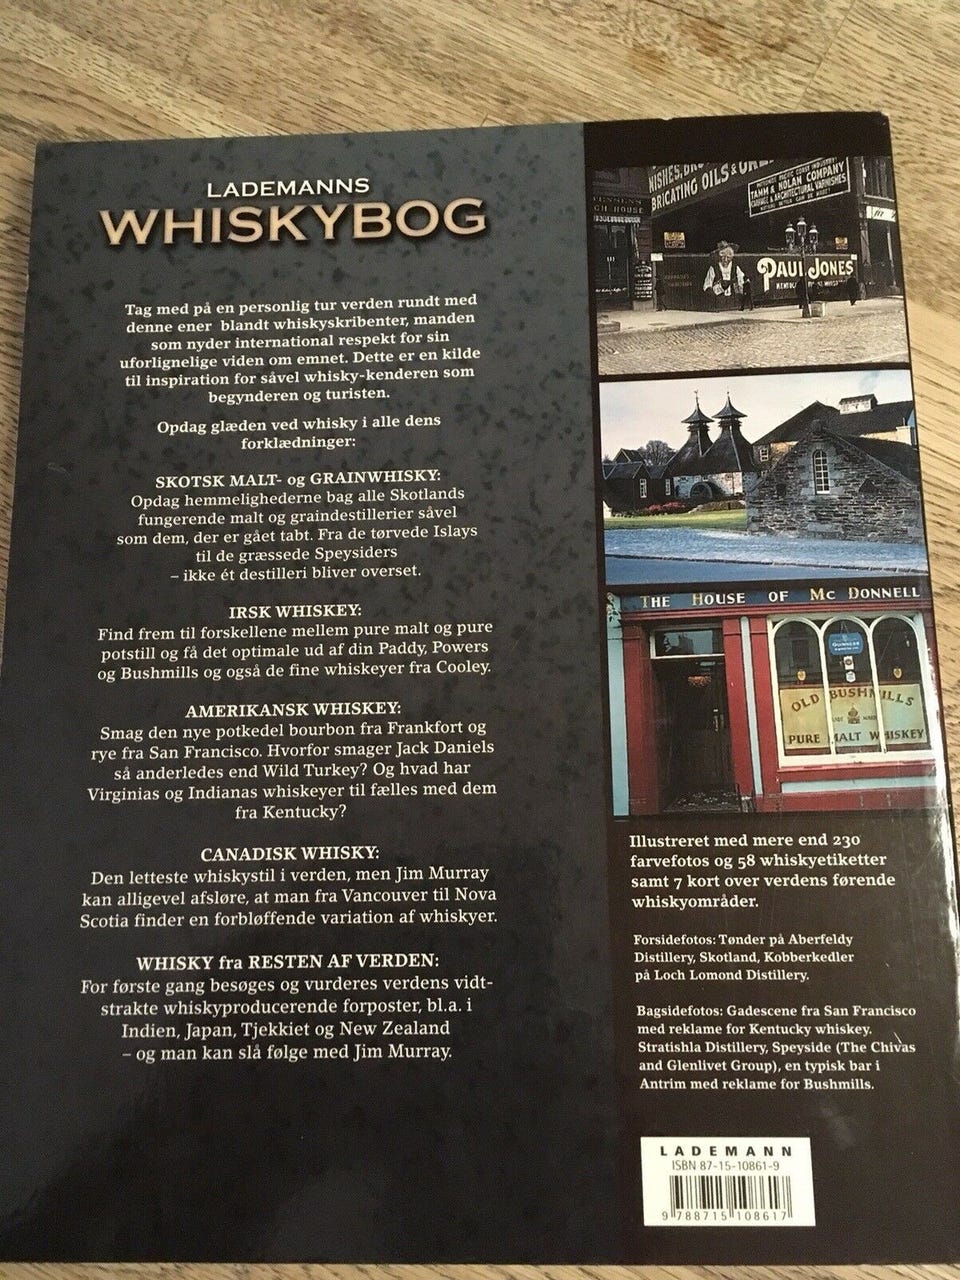 LADEMANNS
WHISKYBOG
Tag med på en personlig tur verden rundt med
denne ener blandt whiskyskribenter, manden
som nyder international respekt for sin
uforlignelige viden om emnet. Dette er en kilde
til inspiration for såvel whisky-kenderen som
begynderen og turisten.
Opdag glæden ved whisky i alle dens
forklædninger:
SKOTSK MALT- og GRAINWHISKY:
Opdag hemmelighederne bag alle Skotlands
fungerende malt og graindestillerier såvel
som dem, der er gået tabt. Fra de tørvede Islays
til de græssede Speysiders
– ikke ét destilleri bliver overset.
IRSK WHISKEY:
Find frem til forskellene mellem pure malt og pure
potstill og få det optimale ud af din Paddy, Powers
og Bushmills og også de fine whiskeyer fra Cooley.
AMERIKANSK WHISKEY:
Smag den nye potkedel bourbon fra Frankfort og
rye fra San Francisco. Hvorfor smager Jack Daniels
så anderledes end Wild Turkey? Og hvad har
Virginias og Indianas whiskeyer til fælles med dem
fra Kentucky?
CANADISK WHISKY:
Den letteste whiskystil i verden, men Jim Murray
kan alligevel afsløre, at man fra Vancouver til Nova
Scotia finder en forbløffende variation af whiskyer.
WHISKY fra RESTEN AF VERDEN:
For første gang besøges og vurderes verdens vidt-
strakte whiskyproducerende forposter, bl.a. i
Indien, Japan, Tjekkiet og New Zealand
– og man kan slå følge med Jim Murray.
BRICATING OILS &
TAMM & NOLAN COMPANY
& ARCHITECTURAL VARNISHES
GH HOUSE
PAUL JONES
THE HOUSE OF MC DONNELL
GUINNESS
OLD BUSHMILLS
PURE MALT WHISKEY
Illustreret med mere end 230
farvefotos og 58 whiskyetiketter
samt 7 kort over verdens førende
whiskyområder.
Forsidefotos: Tønder på Aberfeldy
Distillery, Skotland, Kobberkedler
på Loch Lomond Distillery.
Bagsidefotos: Gadescene fra San Francisco
med reklame for Kentucky whiskey.
Stratishla Distillery, Speyside (The Chivas
and Glenlivet Group), en typisk bar i
Antrim med reklame for Bushmills.
LADEMANN
ISBN 87-15-10861-9
9 788715 108617